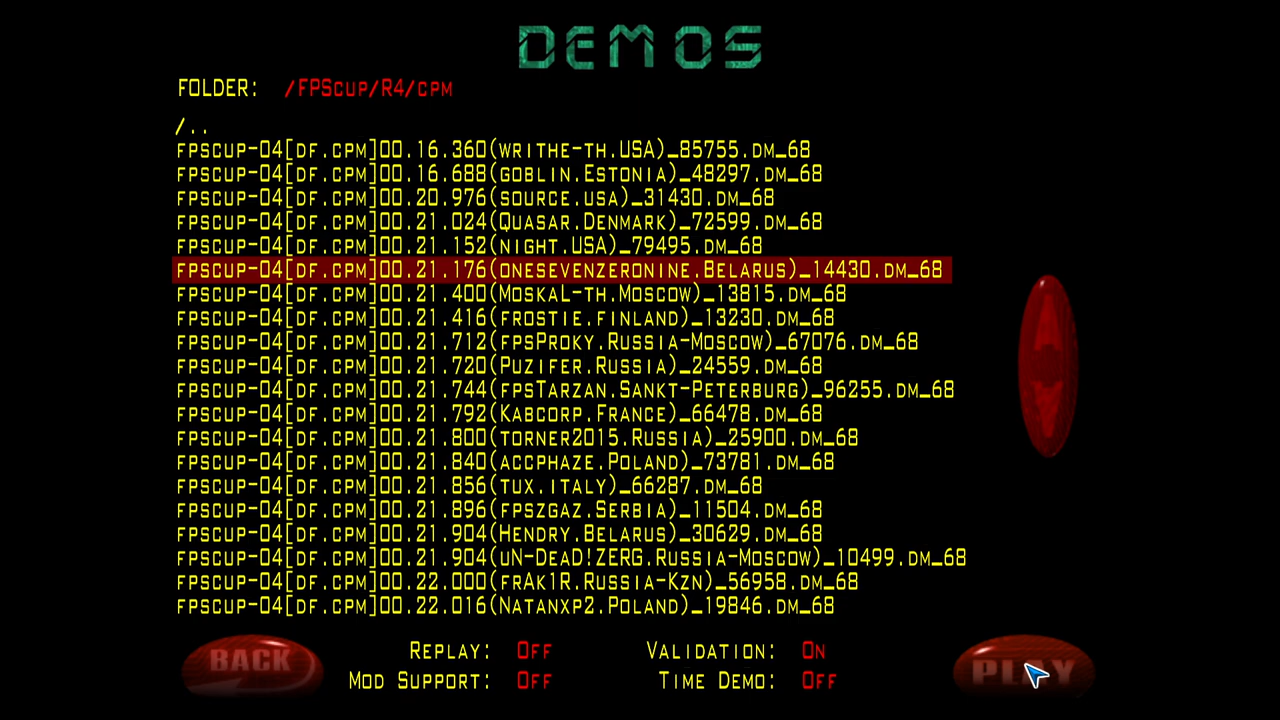 DEMOS
FOLDER: /FPScup/R4/cpm
/..
fpscup-04[df.cpm]00.16.360(writhe-th.USA)_85755.dm_68
fpscup-04[df.cpm]00.16.688(goblin.Estonia)_48297.dm_68
fpscup-04[df.cpm]00.20.976(source.usa)_31430.dm_68
fpscup-04[df.cpm]00.21.024(Quasar.Denmark)_72599.dm_68
fpscup-04[df.cpm]00.21.152(night.USA)_79495.dm_68
fpscup-04[df.cpm]00.21.176(onesevenzeronine.Belarus)_14430.dm_68
fpscup-04[df.cpm]00.21.400(MoskaL-th.Moscow)_13815.dm_68
fpscup-04[df.cpm]00.21.416(frostie.finland)_13230.dm_68
fpscup-04[df.cpm]00.21.712(fpsProky.Russia-Moscow)_67076.dm_68
fpscup-04[df.cpm]00.21.720(Puzifer.Russia)_24559.dm_68
fpscup-04[df.cpm]00.21.744(fpsTarzan.Sankt-Peterburg)_96255.dm_68
fpscup-04[df.cpm]00.21.792(Kabcorp.France)_66478.dm_68
fpscup-04[df.cpm]00.21.800(torner2015.Russia)_25900.dm_68
fpscup-04[df.cpm]00.21.840(accphaze.Poland)_73781.dm_68
fpscup-04[df.cpm]00.21.856(tux.italy)_66287.dm_68
fpscup-04[df.cpm]00.21.896(fpszgaz.Serbia)_11504.dm_68
fpscup-04[df.cpm]00.21.904(Hendry.Belarus)_30629.dm_68
fpscup-04[df.cpm]00.21.904(uN-DeaD!ZERG.Russia-Moscow)_10499.dm_68
fpscup-04[df.cpm]00.22.000(frAk1R.Russia-Kzn)_56958.dm_68
fpscup-04[df.cpm]00.22.016(Natanxp2.Poland)_19846.dm_68
Replay: Off Validation: On
BACK PLAY
Mod Support: Off Time Demo: Off